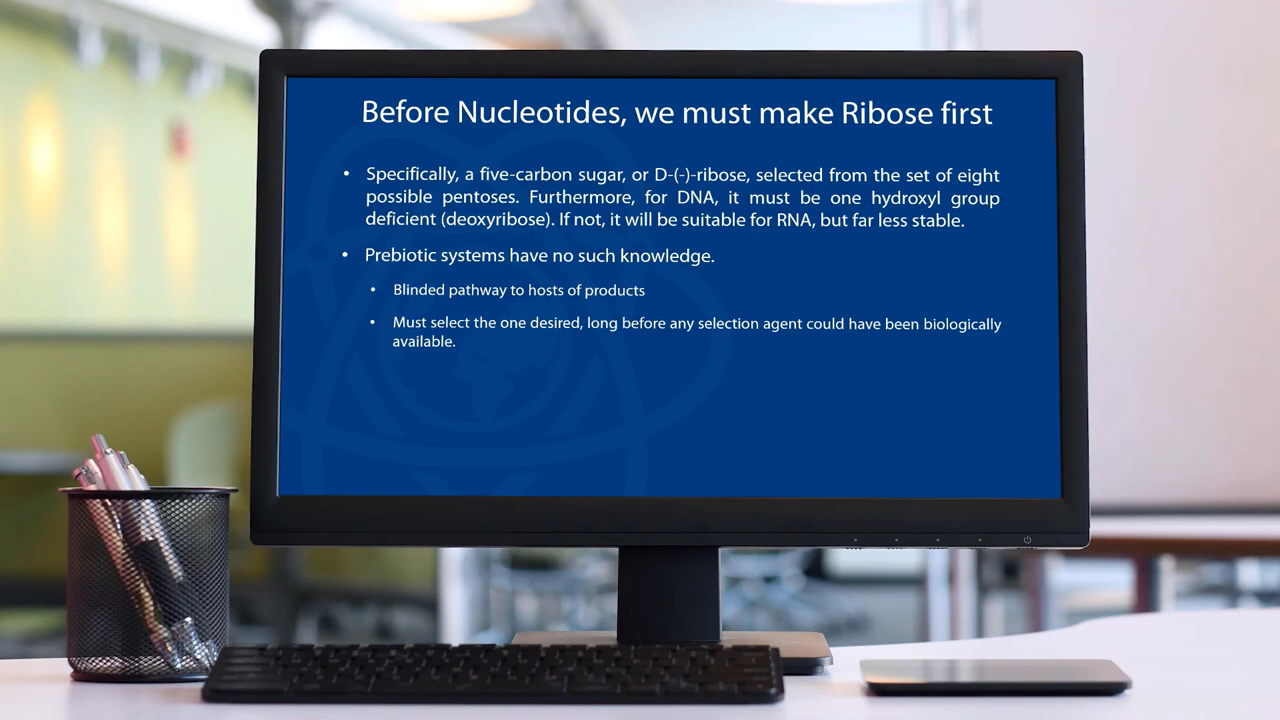 Before Nucleotides, we must make Ribose first
• Specifically, a five-carbon sugar, or D-(-)-ribose, selected from the set of eight
possible pentoses. Furthermore, for DNA, it must be one hydroxyl group
deficient (deoxyribose). If not, it will be suitable for RNA, but far less stable.
• Prebiotic systems have no such knowledge.
• Blinded pathway to hosts of products
• Must select the one desired, long before any selection agent could have been biologically
available.